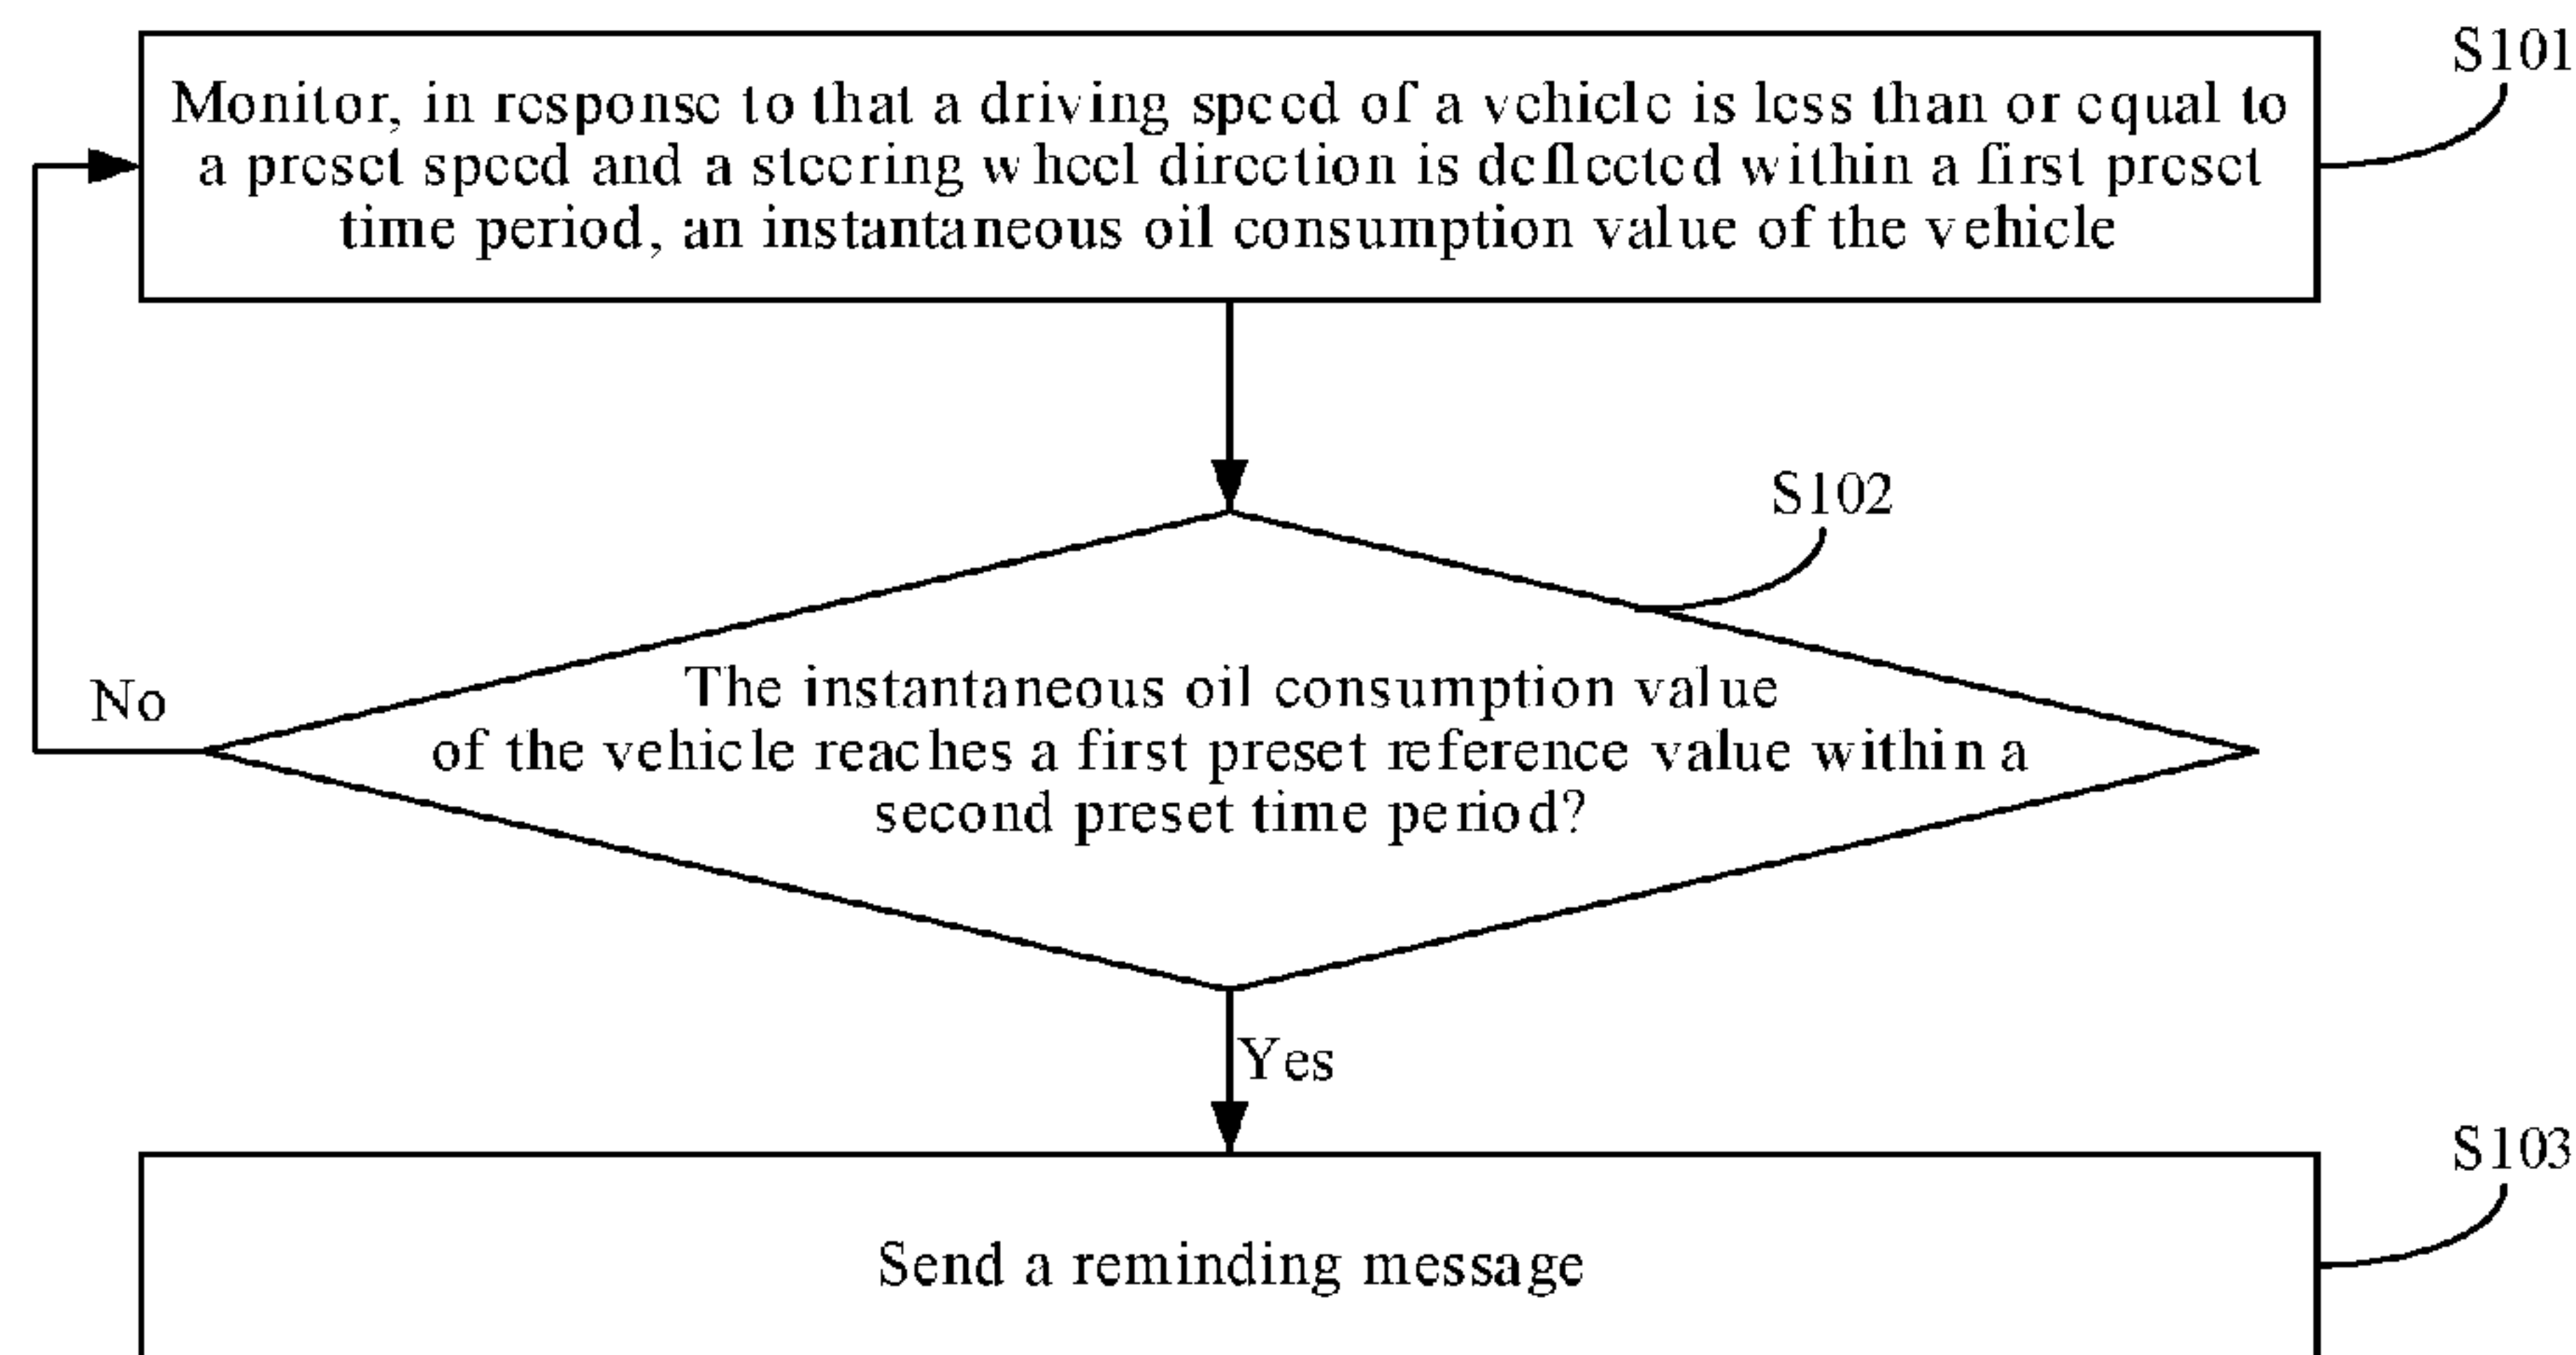 S101
Monitor, in response to that a driving speed of a vehicle is less than or equal to
a preset speed and a steering wheel direction is deflected within a first preset
time period, an instantaneous oil consumption value of the vehicle
S102
The instantaneous oil consumption value
of the vehicle reaches a first preset reference value within a
second preset time period?
No
Yes
S103
Send a reminding message